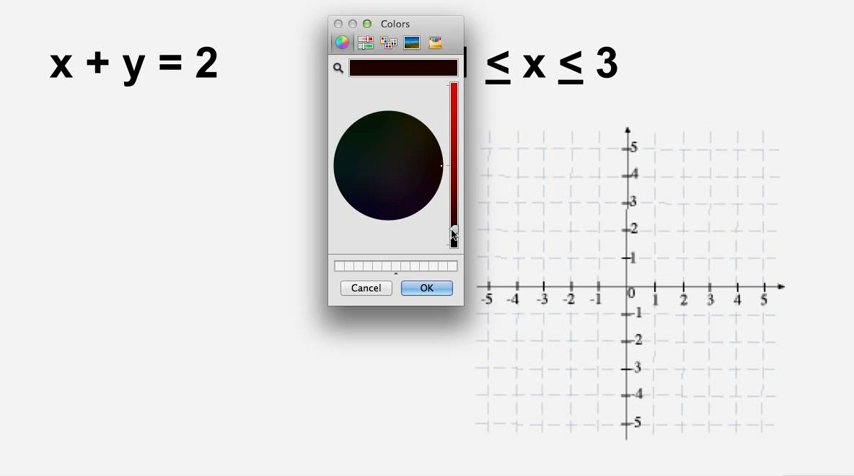 Colors
x + y = 2
≤ x ≤ 3
Cancel
OK
5
4
3
2
1
-5 -4 -3 -2 -1 0 1 2 3 4 5
-1
-2
-3
-4
-5